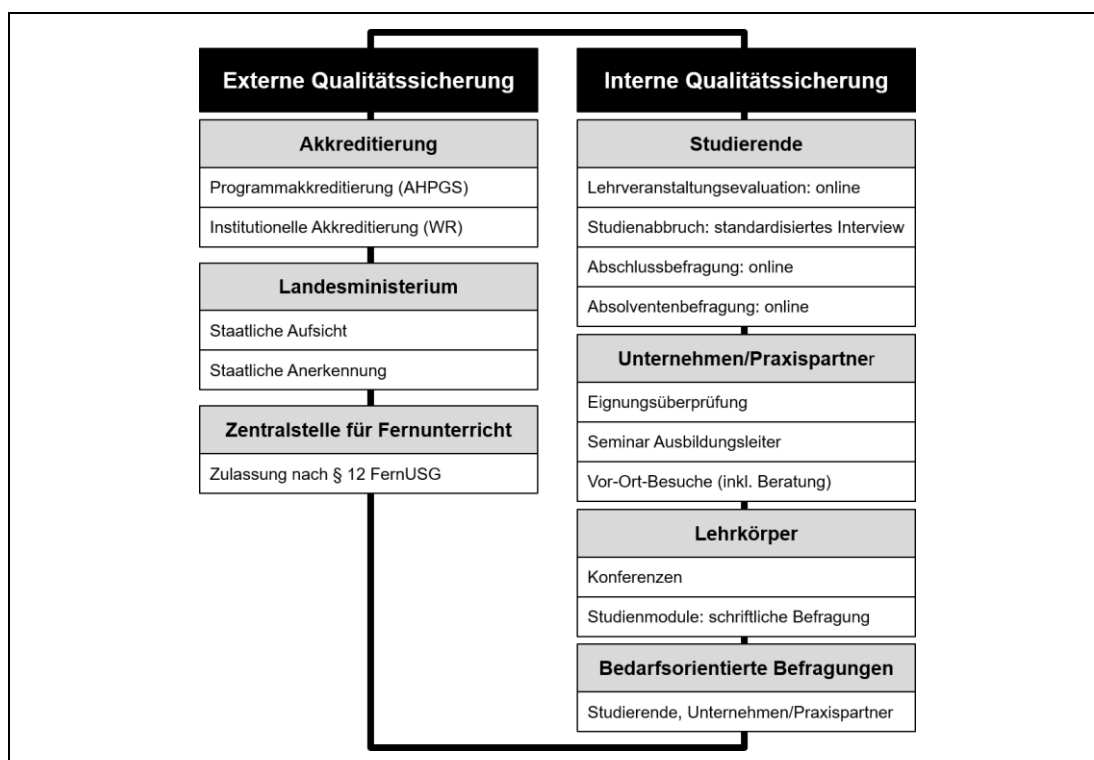 Externe Qualitätssicherung
Akkreditierung
Programmakkreditierung (AHPGS)
Institutionelle Akkreditierung (WR)
Landesministerium
Staatliche Aufsicht
Staatliche Anerkennung
Zentralstelle für Fernunterricht
Zulassung nach § 12 FernUSG
Interne Qualitätssicherung
Studierende
Lehrveranstaltungsevaluation: online
Studienabbruch: standardisiertes Interview
Abschlussbefragung: online
Absolventenbefragung: online
Unternehmen/Praxispartner
Eignungsüberprüfung
Seminar Ausbildungsleiter
Vor-Ort-Besuche (inkl. Beratung)
Lehrkörper
Konferenzen
Studienmodule: schriftliche Befragung
Bedarfsorientierte Befragungen
Studierende, Unternehmen/Praxispartner